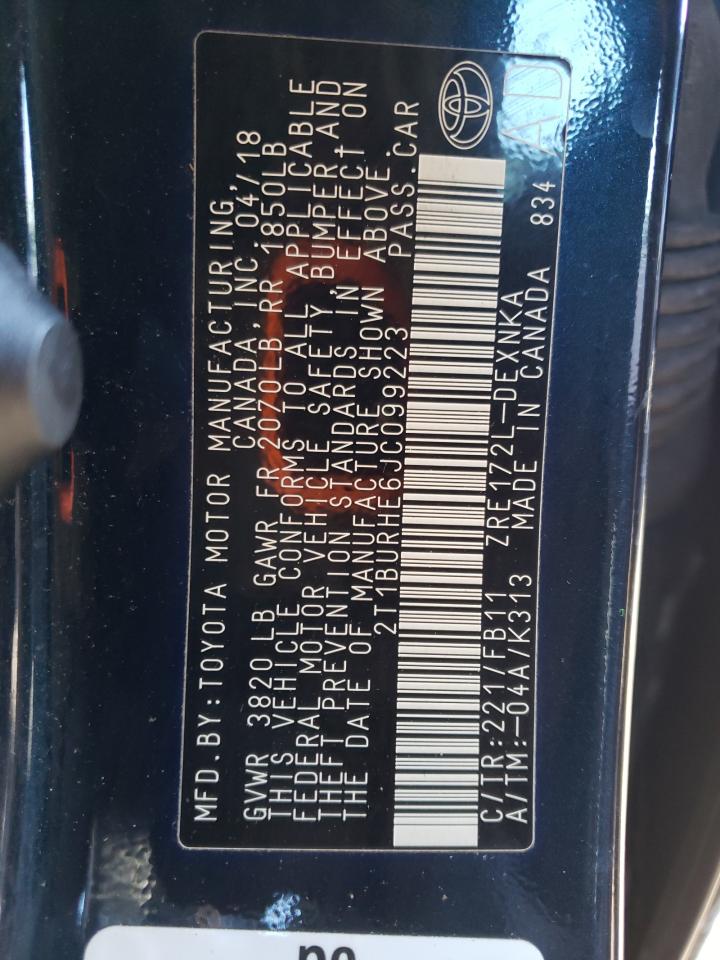 MFD.BY:TOYOTA MOTOR MANUFACTURING,
CANADA, INC. 04/18
GVWR 3820LB GAWR FR 2070LB RR 1850LB
THIS VEHICLE CONFORMS TO ALL APPLICABLE
FEDERAL MOTOR VEHICLE SAFETY, BUMPER, AND
THEFT PREVENTION STANDARDS IN EFFECT ON
THE DATE OF MANUFACTURE SHOWN ABOVE.
2T1BURHE6JC099223 PASS.CAR
C/TR:221/FB11 ZRE172L-DEXNKA
A/TM:-04A/K313 MADE IN CANADA 834
AD